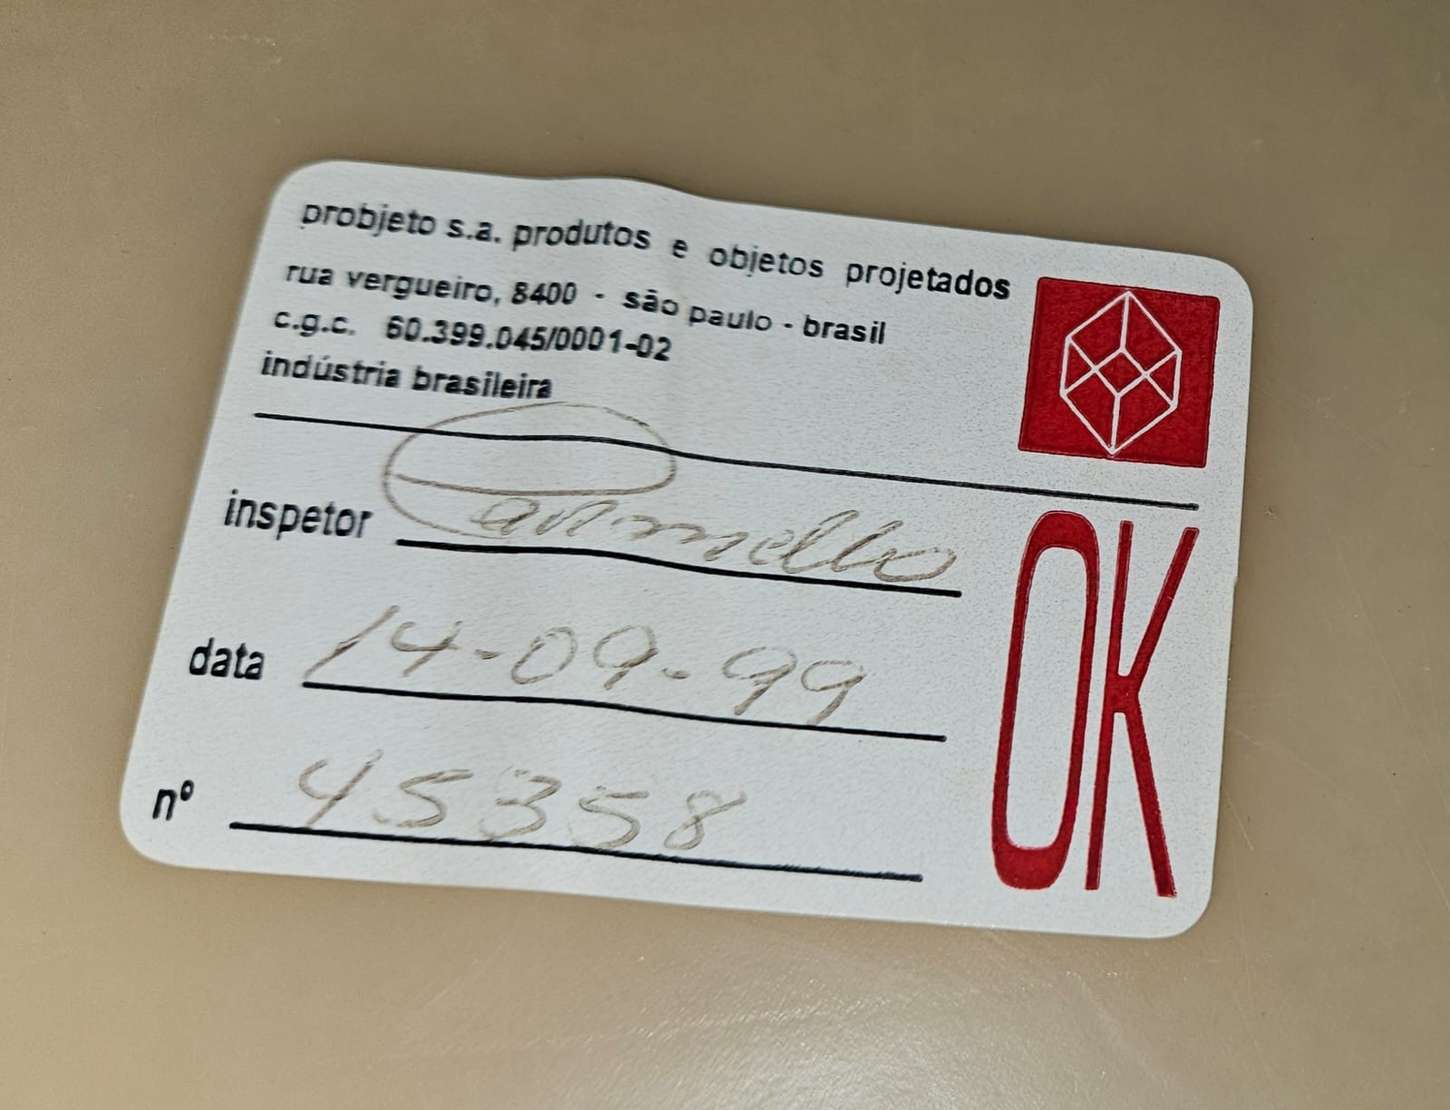 probjeto s.a. produtos e objetos projetados
rua vergueiro, 8400 - são paulo - brasil
c.g.c. 60.399.045/0001-02
indústria brasileira
inspetor
data 14-09-99
nº 45358
OK